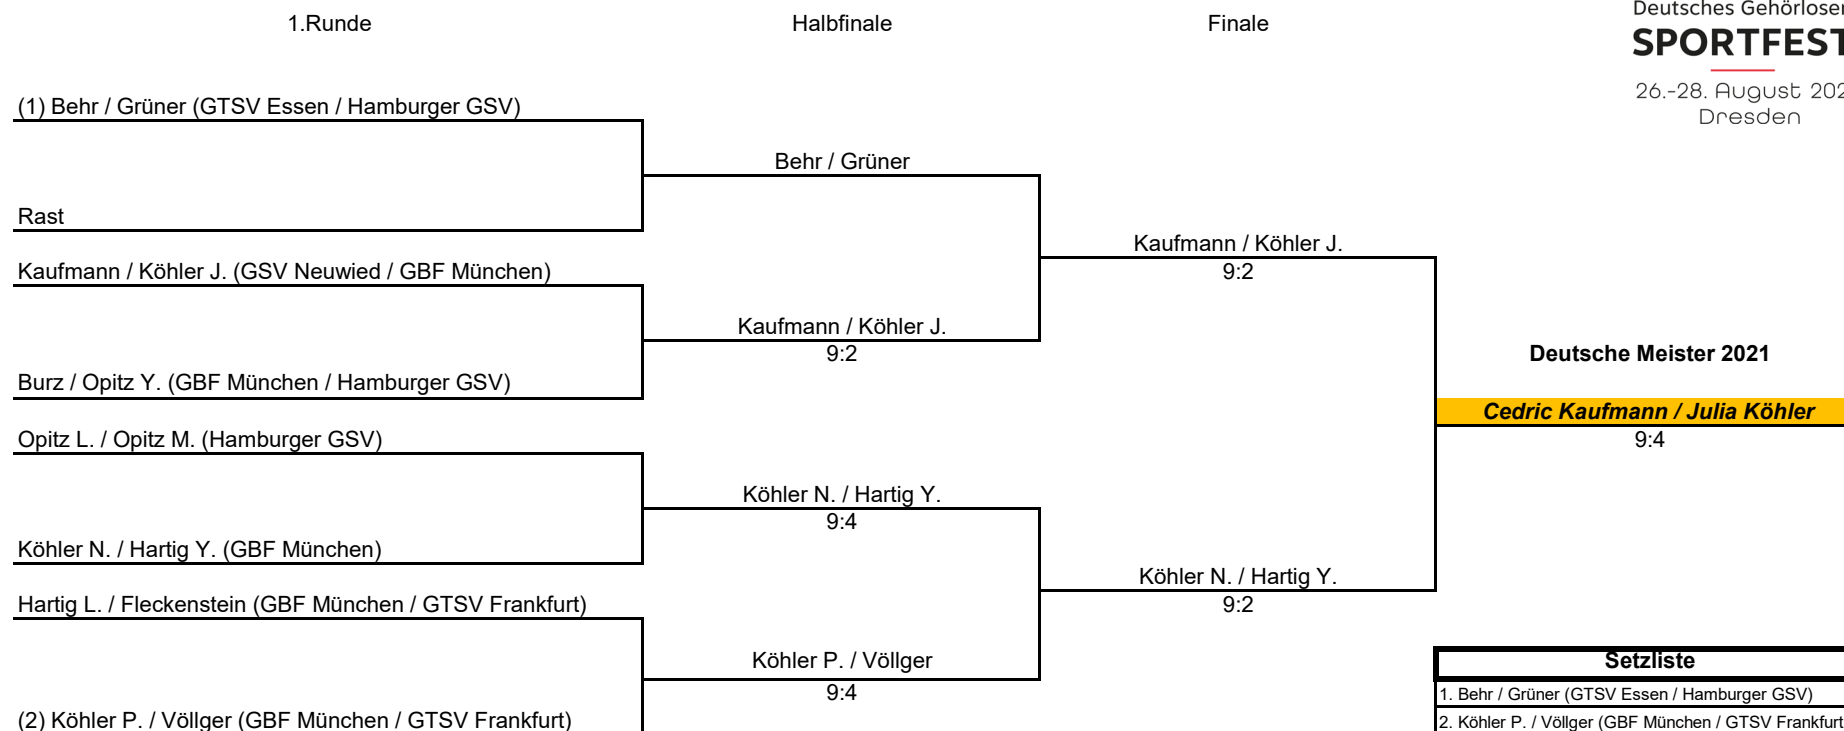 1.Runde
Halbfinale
Finale
Deutsches Gehörlosen
SPORTFEST
26.-28. August 202
Dresden
(1) Behr / Grüner (GTSV Essen / Hamburger GSV)
Behr / Grüner
Rast
Kaufmann / Köhler J.
9:2
Kaufmann / Köhler J. (GSV Neuwied / GBF München)
Kaufmann / Köhler J.
9:2
Burz / Opitz Y. (GBF München / Hamburger GSV)
Deutsche Meister 2021
Cedric Kaufmann / Julia Köhler
9:4
Opitz L. / Opitz M. (Hamburger GSV)
Köhler N. / Hartig Y.
9:4
Köhler N. / Hartig Y. (GBF München)
Köhler N. / Hartig Y.
9:2
Hartig L. / Fleckenstein (GBF München / GTSV Frankfurt)
Köhler P. / Völlger
9:4
(2) Köhler P. / Völlger (GBF München / GTSV Frankfurt)
Setzliste
1. Behr / Grüner (GTSV Essen / Hamburger GSV)
2. Köhler P. / Völlger (GBF München / GTSV Frankfurt